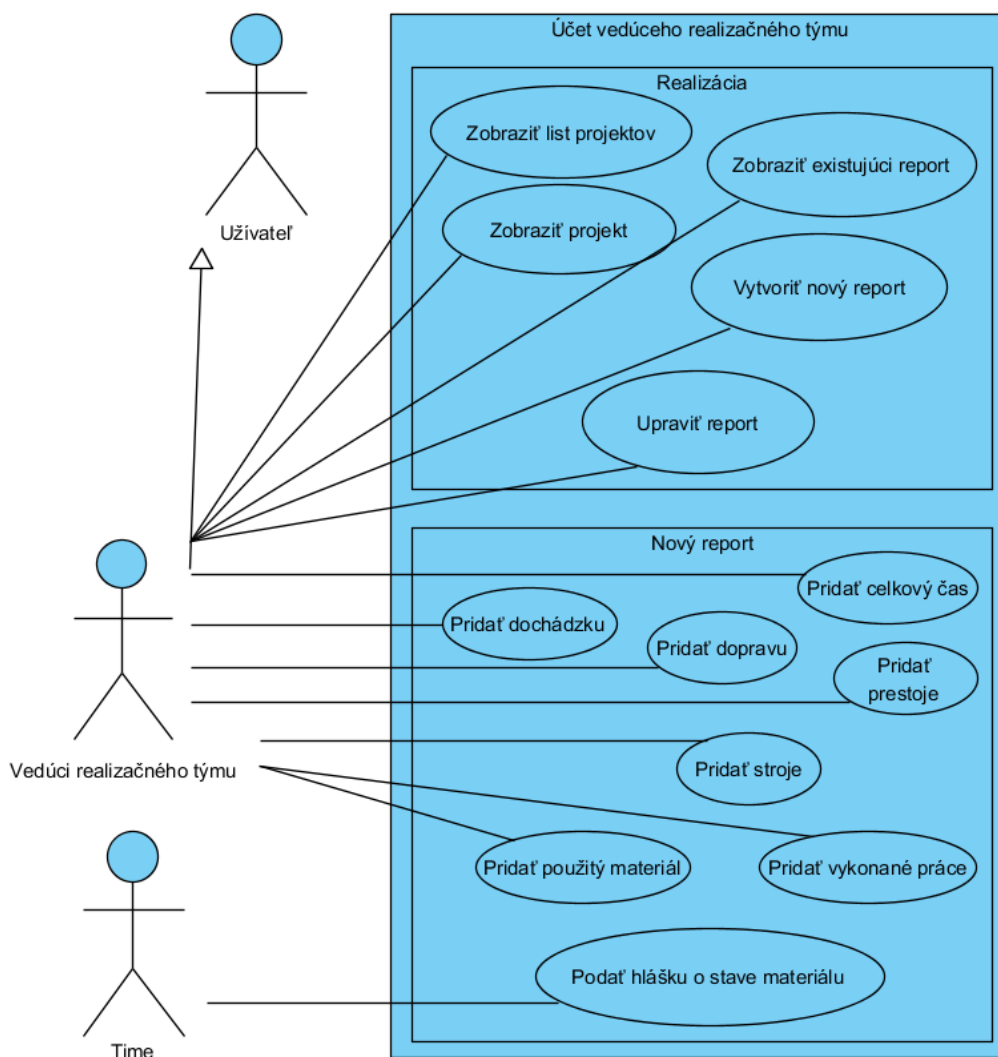 Účet vedúceho realizačného týmu
Realizácia
Zobraziť list projektov
Zobraziť existujúci report
Zobraziť projekt
Užívateľ
Vytvoriť nový report
Upraviť report
Nový report
Pridať celkový čas
Pridať dochádzku
Pridať dopravu
Pridať
prestoje
Vedúci realizačného týmu
Pridať stroje
Pridať použitý materiál
Pridať vykonané práce
Podať hlášku o stave materiálu
Time